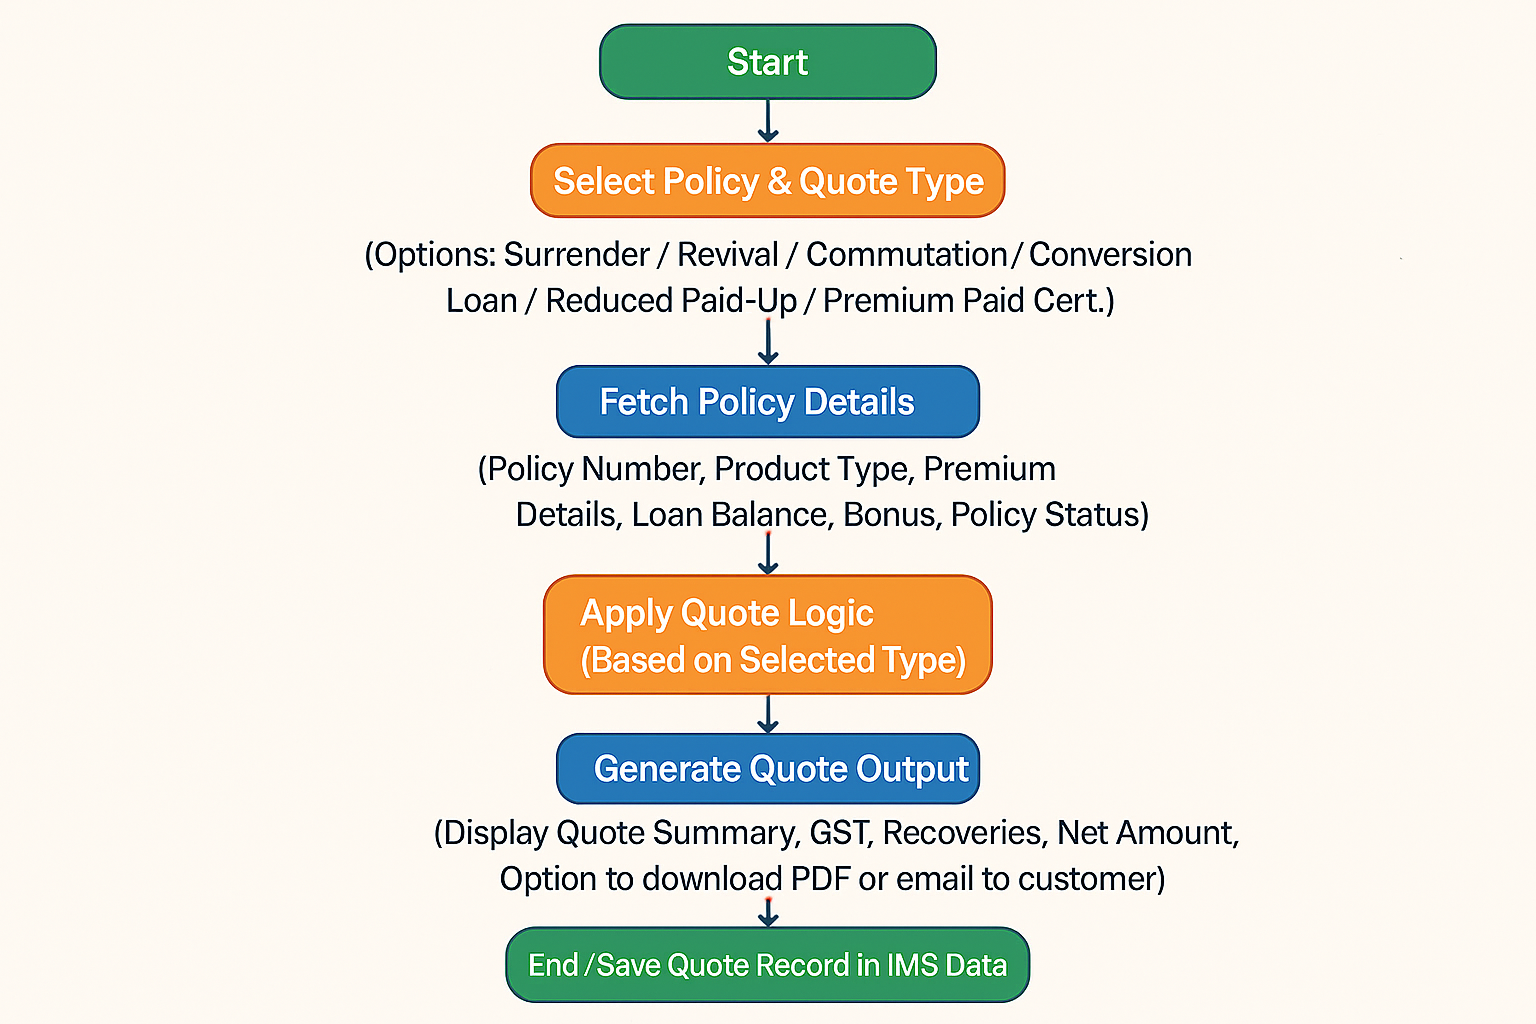 Start
Select Policy & Quote Type
(Options: Surrender / Revival / Commutation / Conversion
Loan / Reduced Paid-Up / Premium Paid Cert.)
Fetch Policy Details
(Policy Number, Product Type, Premium
Details, Loan Balance, Bonus, Policy Status)
Apply Quote Logic
(Based on Selected Type)
Generate Quote Output
(Display Quote Summary, GST, Recoveries, Net Amount,
Option to download PDF or email to customer)
End / Save Quote Record in IMS Data